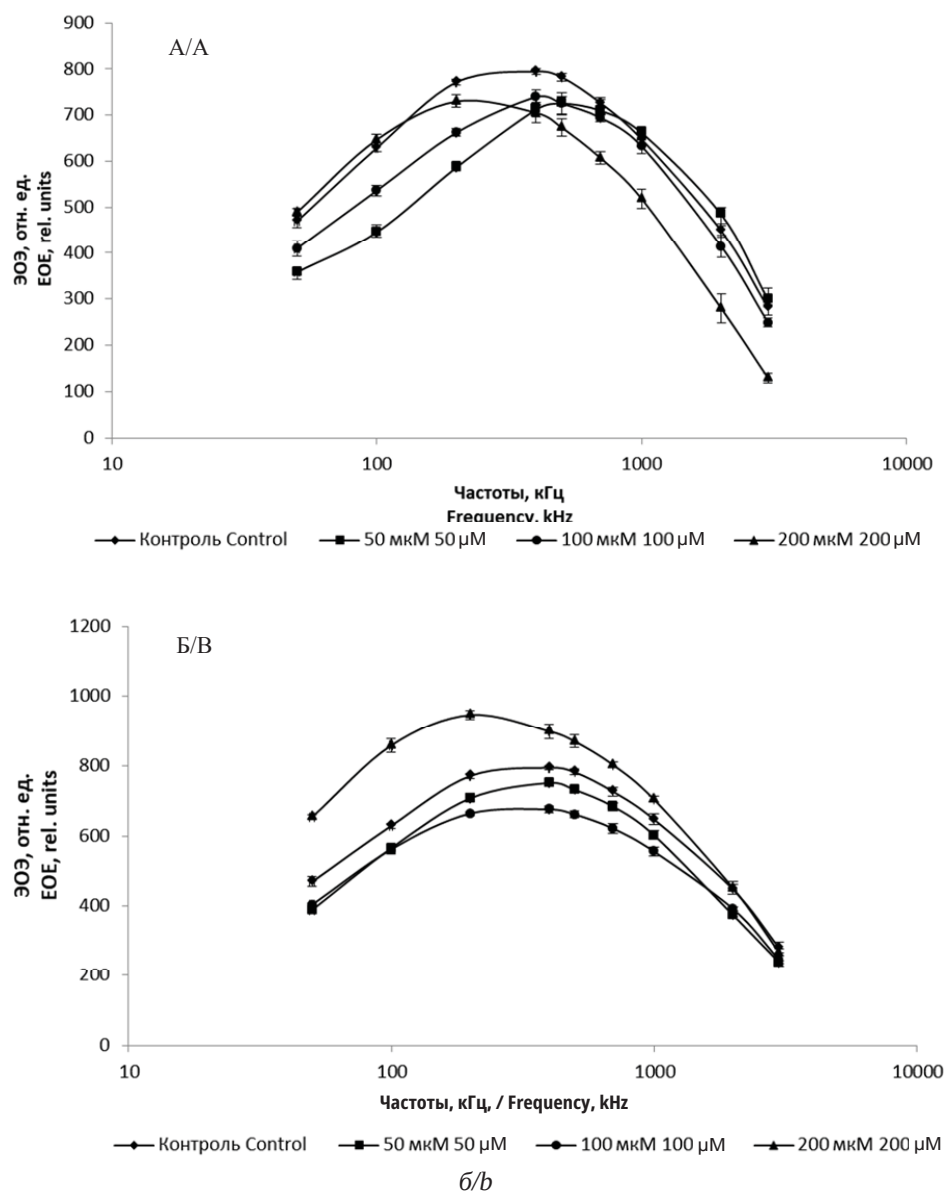 900
А/А
800
700
600
500
400
300
200
100
0
ЭОЭ, отн. ед.
EOE, rel. units
10
100
1000
10000
Частоты, кГц
Frequency, kHz
Контроль Control
50 мкМ 50 µM
100 мкМ 100 µM
200 мкМ 200 µM
1200
Б/В
1000
800
600
400
200
0
ЭОЭ, отн. ед.
EOE, rel. units
10
100
1000
10000
Частоты, кГц, / Frequency, kHz
Контроль Control
50 мкМ 50 µM
100 мкМ 100 µM
200 мкМ 200 µM
б/b